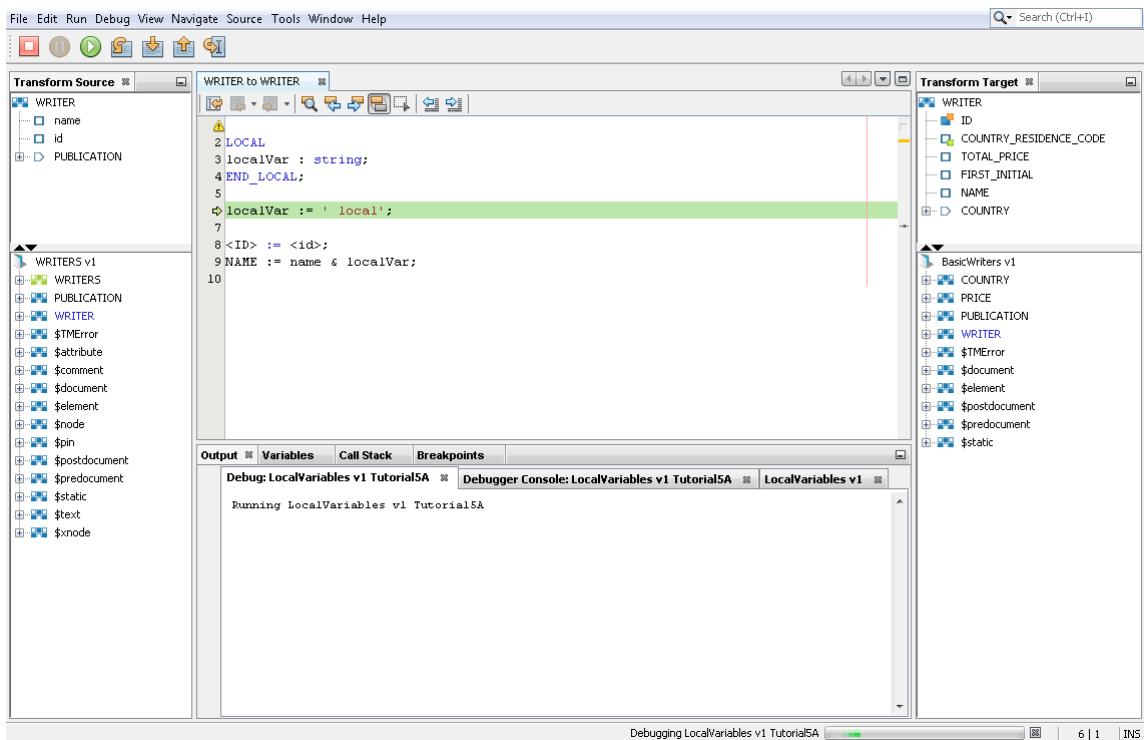 File Edit Run Debug View Navigate Source Tools Window Help
Search (Ctrl+I)
Transform Source
WRITER
name
id
PUBLICATION
WRITERS v1
WRITERS
PUBLICATION
WRITER
$TMError
$attribute
$comment
$document
$element
$node
$pin
$postdocument
$predocument
$static
$text
$xnode
WRITER to WRITER
2 LOCAL
3 localVar : string;
4 END_LOCAL;
5
localVar := ' local';
7
8 <ID> := <id>;
9 NAME := name & localVar;
10
Output Variables Call Stack Breakpoints
Debug: LocalVariables v1 Tutorial5A Debugger Console: LocalVariables v1 Tutorial5A LocalVariables v1
Running LocalVariables v1 Tutorial5A
Transform Target
WRITER
ID
COUNTRY_RESIDENCE_CODE
TOTAL_PRICE
FIRST_INITIAL
NAME
COUNTRY
BasicWriters v1
COUNTRY
PRICE
PUBLICATION
WRITER
$TMError
$document
$element
$postdocument
$predocument
$static
Debugging LocalVariables v1 Tutorial5A 6 | 1 INS